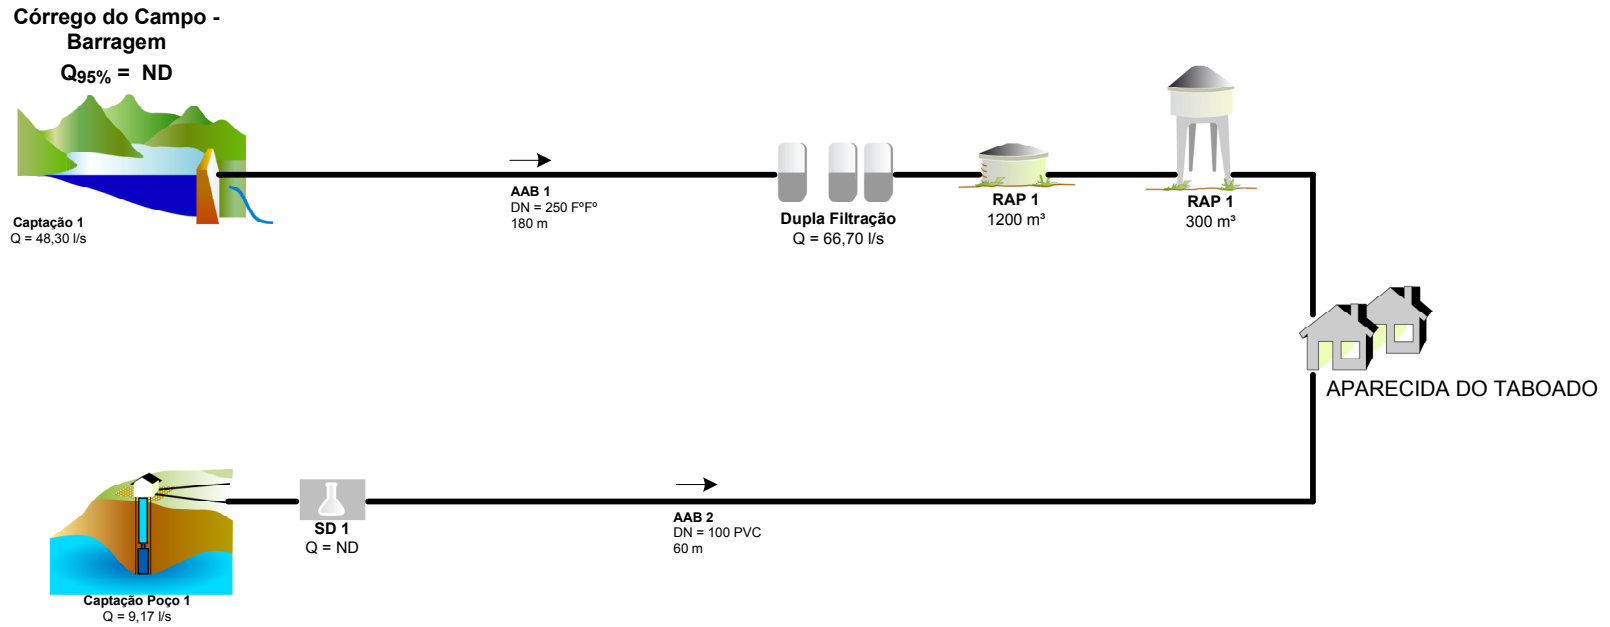 Córrego do Campo -
Barragem
Q95% = ND
Captação 1
Q = 48,30 l/s
AAB 1
DN = 250 FºFº
180 m
Dupla Filtração
Q = 66,70 l/s
RAP 1
1200 m³
RAP 1
300 m³
APARECIDA DO TABOADO
SD 1
Q = ND
AAB 2
DN = 100 PVC
60 m
Captação Poço 1
Q = 9,17 l/s